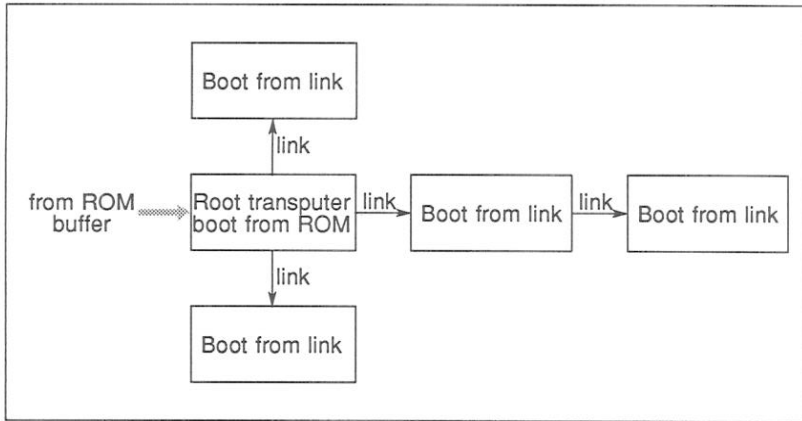 Boot from link
link
from ROM
buffer
Root transputer
boot from ROM
link
Boot from link
link
Boot from link
link
Boot from link